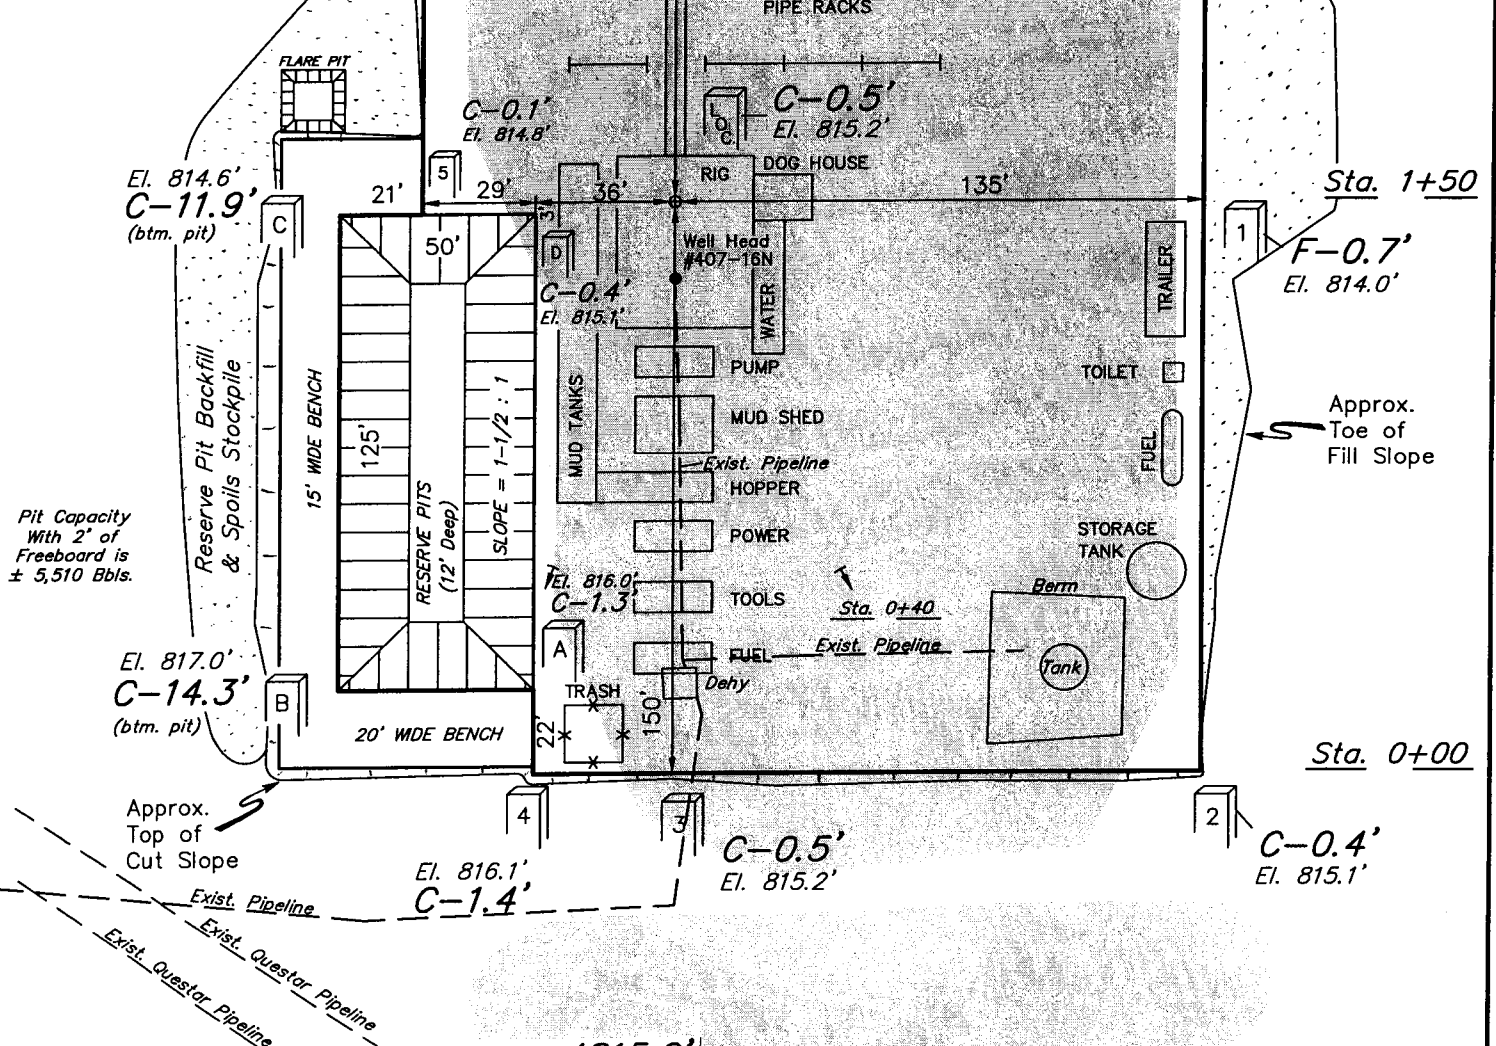 PIPE RACKS
FLARE PIT
C-0.1'
El. 814.8'
LOC
C-0.5'
El. 815.2'
El. 814.6'
C-11.9'
(btm. pit)
C
21'
5
29'
3'
36'
RIG
DOG HOUSE
135'
Sta. 1+50
1
F-0.7'
El. 814.0'
50'
D
C-0.4'
El. 815.1'
Well Head
#407-16N
WATER
TRAILER
PUMP
TOILET
MUD SHED
MUD TANKS
Exist. Pipeline
HOPPER
FUEL
Approx.
Toe of
Fill Slope
Reserve Pit Backfill
& Spoils Stockpile
15' WIDE BENCH
125'
RESERVE PITS
(12' Deep)
SLOPE = 1-1/2 : 1
Pit Capacity
With 2' of
Freeboard is
± 5,510 Bbls.
POWER
STORAGE
TANK
El. 816.0'
C-1.3'
TOOLS
Sta. 0+40
Berm
A
FUEL
Exist. Pipeline
Tank
Dehy
El. 817.0'
C-14.3'
(btm. pit)
B
TRASH
22'
150'
20' WIDE BENCH
Sta. 0+00
Approx.
Top of
Cut Slope
4
3
2
C-0.5'
El. 815.2'
C-0.4'
El. 815.1'
El. 816.1'
C-1.4'
Exist. Pipeline
Exist. Questar Pipeline
Exist. Questar Pipeline